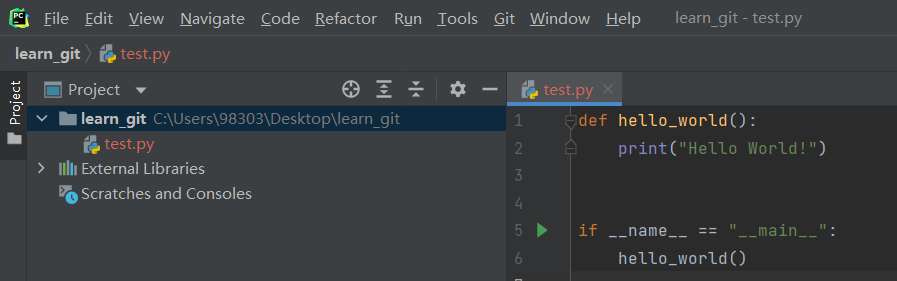 PC File Edit View Navigate Code Refactor Run Tools Git Window Help learn_git - test.py
learn_git test.py
Project
Project
test.py
learn_git C:\Users\98303\Desktop\learn_git
test.py
External Libraries
Scratches and Consoles
1 def hello_world():
2 print("Hello World!")
3
4
5 if __name__ == "__main__":
6 hello_world()